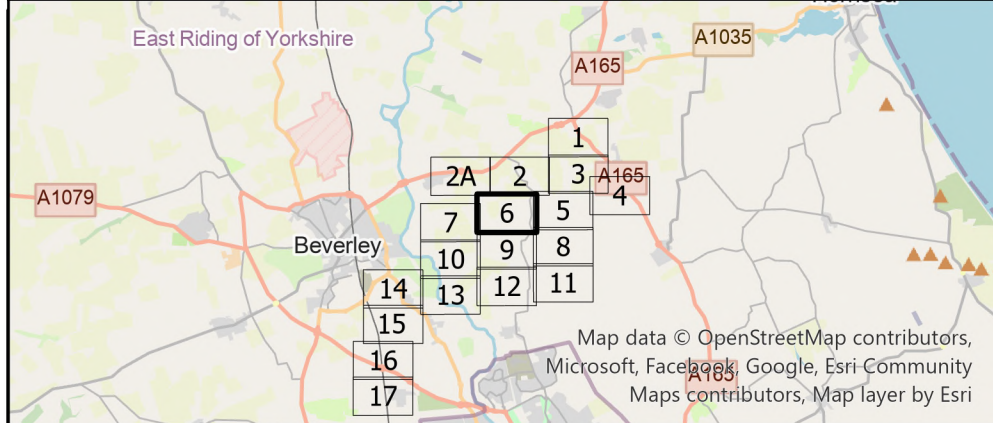 East Riding of Yorkshire
A1035
A165
1
2A
2
3
A165
4
A1079
7
6
5
Beverley
10
9
8
14
13
12
11
15
Map data © OpenStreetMap contributors,
16
Microsoft, Facebook, Google, Esri Community
A165
17
Maps contributors, Map layer by Esri